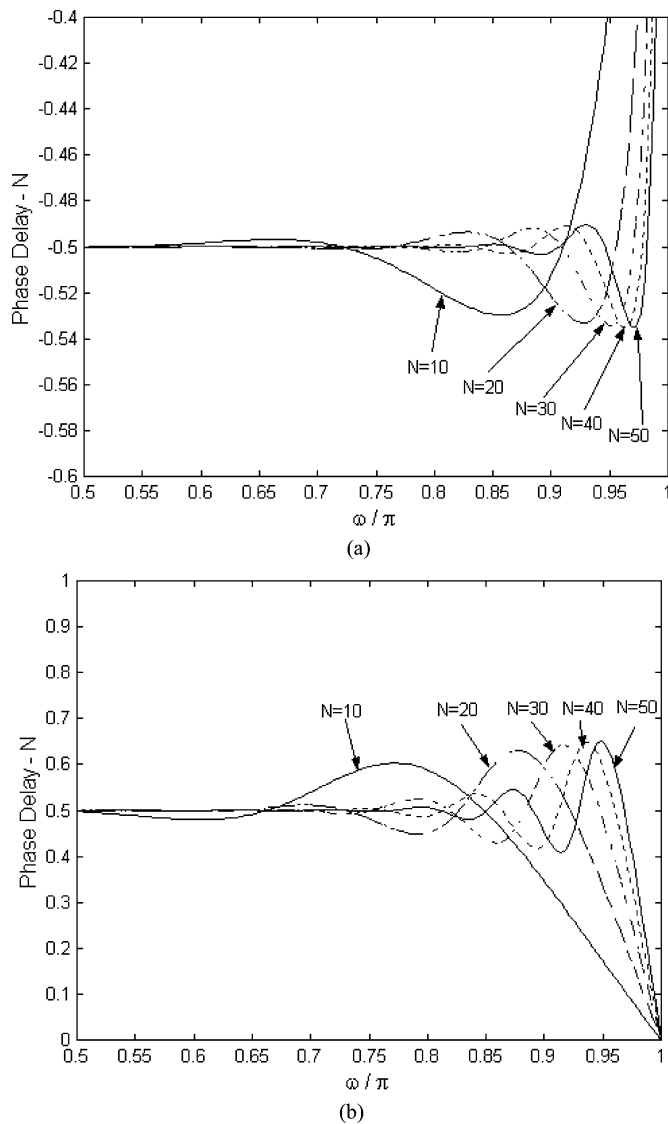 -0.4
-0.42
-0.44
-0.46
-0.48
-0.5
-0.52
-0.54
-0.56
-0.58
-0.6
Phase Delay - N
N=10
N=20
N=30
N=40
N=50
0.5 0.55 0.6 0.65 0.7 0.75 0.8 0.85 0.9 0.95 1
ω / π
(a)
1
0.9
0.8
0.7
0.6
0.5
0.4
0.3
0.2
0.1
0
Phase Delay - N
N=10
N=20
N=30
N=40
N=50
0.5 0.55 0.6 0.65 0.7 0.75 0.8 0.85 0.9 0.95 1
ω / π
(b)